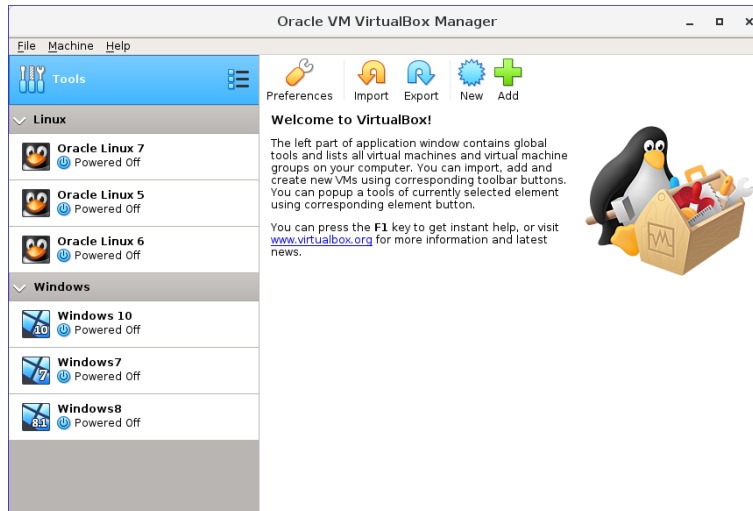 Oracle VM VirtualBox Manager
File Machine Help
Tools
Preferences Import Export New Add
Linux
Oracle Linux 7
Powered Off
Oracle Linux 5
Powered Off
Oracle Linux 6
Powered Off
Windows
Windows 10
Powered Off
10
Windows7
Powered Off
7
Windows8
Powered Off
8.1
Welcome to VirtualBox!
The left part of application window contains global
tools and lists all virtual machines and virtual machine
groups on your computer. You can import, add and
create new VMs using corresponding toolbar buttons.
You can popup a tools of currently selected element
using corresponding element button.
You can press the F1 key to get instant help, or visit
www.virtualbox.org for more information and latest
news.